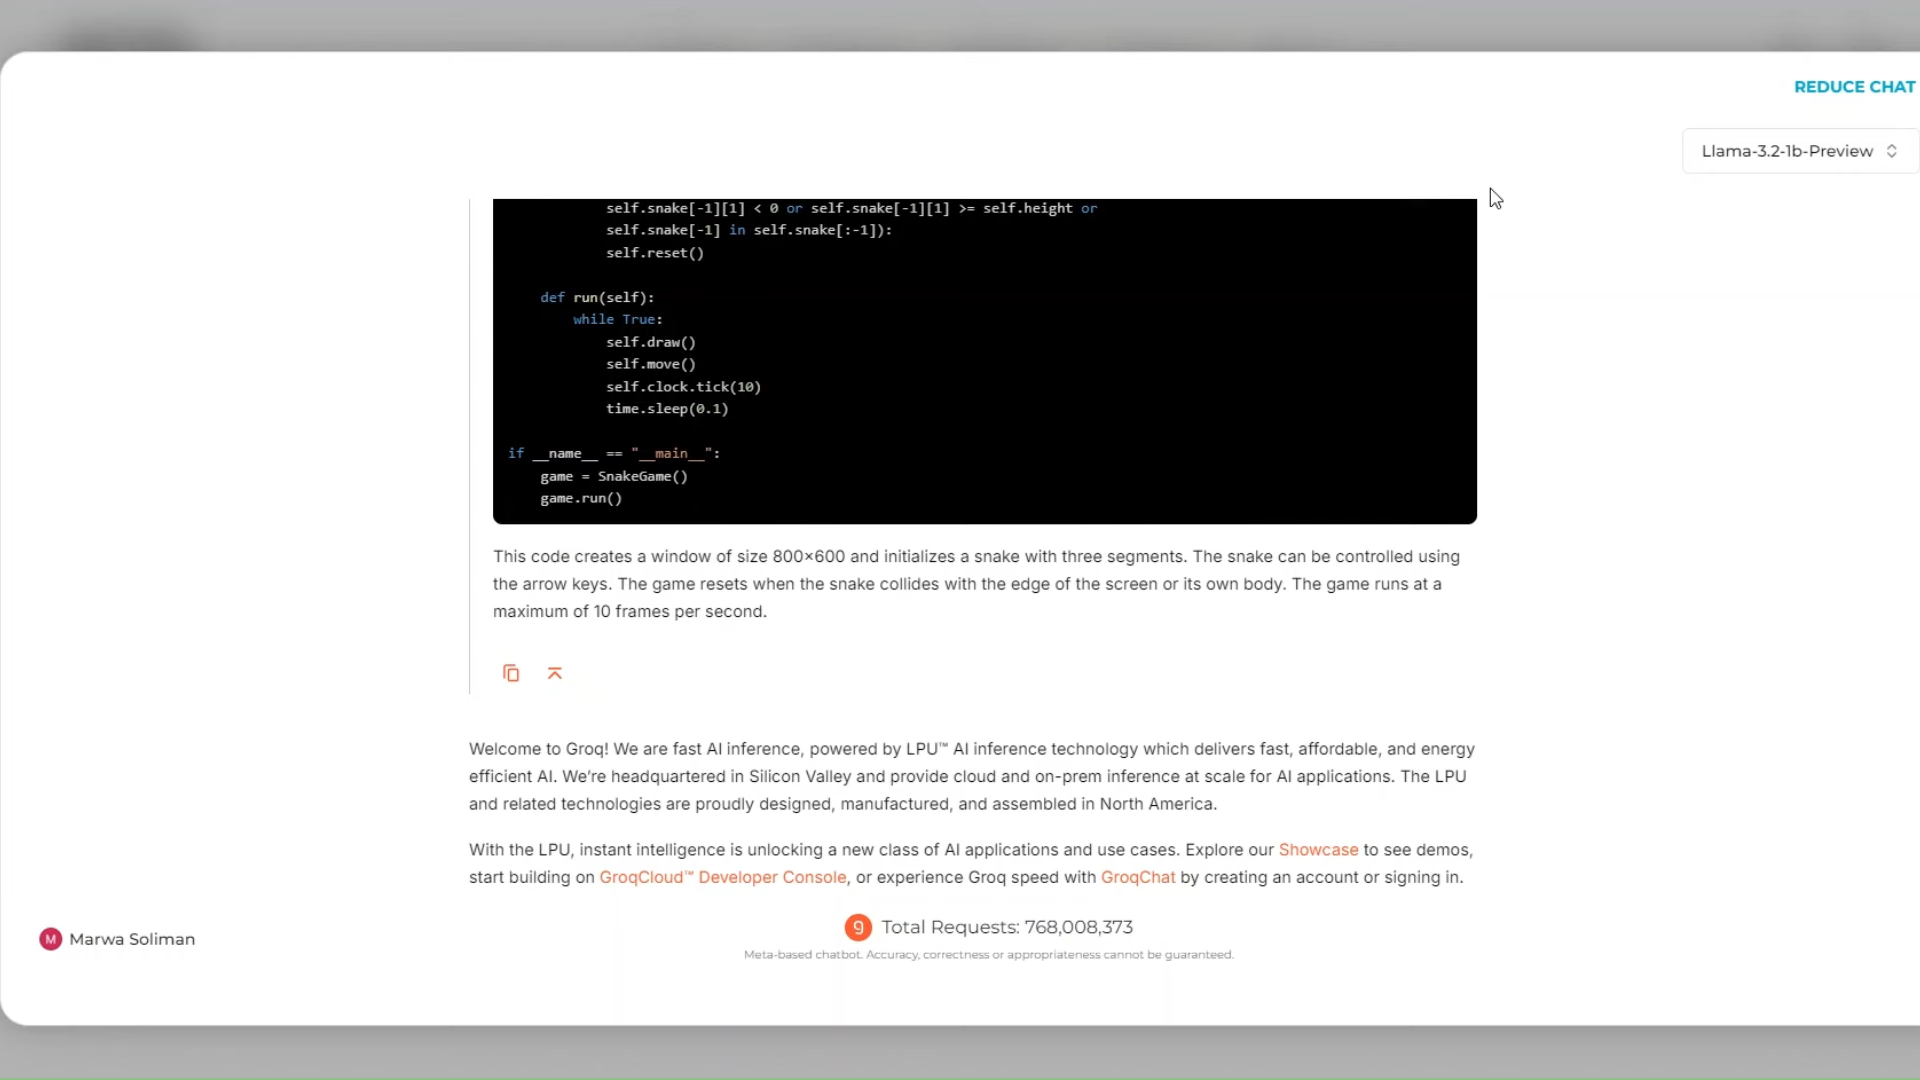 REDUCE CHAT
Llama-3.2-1b-Preview
self.snake[-1][1] < 0 or self.snake[-1][1] >= self.height or
self.snake[-1] in self.snake[:-1]):
self.reset()
def run(self):
while True:
self.draw()
self.move()
self.clock.tick(10)
time.sleep(0.1)
if __name__ == "__main__":
game = SnakeGame()
game.run()
This code creates a window of size 800×600 and initializes a snake with three segments. The snake can be controlled using
the arrow keys. The game resets when the snake collides with the edge of the screen or its own body. The game runs at a
maximum of 10 frames per second.
Welcome to Groq! We are fast AI inference, powered by LPU™ AI inference technology which delivers fast, affordable, and energy
efficient AI. We're headquartered in Silicon Valley and provide cloud and on-prem inference at scale for AI applications. The LPU
and related technologies are proudly designed, manufactured, and assembled in North America.
With the LPU, instant intelligence is unlocking a new class of AI applications and use cases. Explore our Showcase to see demos,
start building on GroqCloud™ Developer Console, or experience Groq speed with GroqChat by creating an account or signing in.
g Total Requests: 768,008,373
M Marwa Soliman
Meta-based chatbot. Accuracy, correctness or appropriateness cannot be guaranteed.